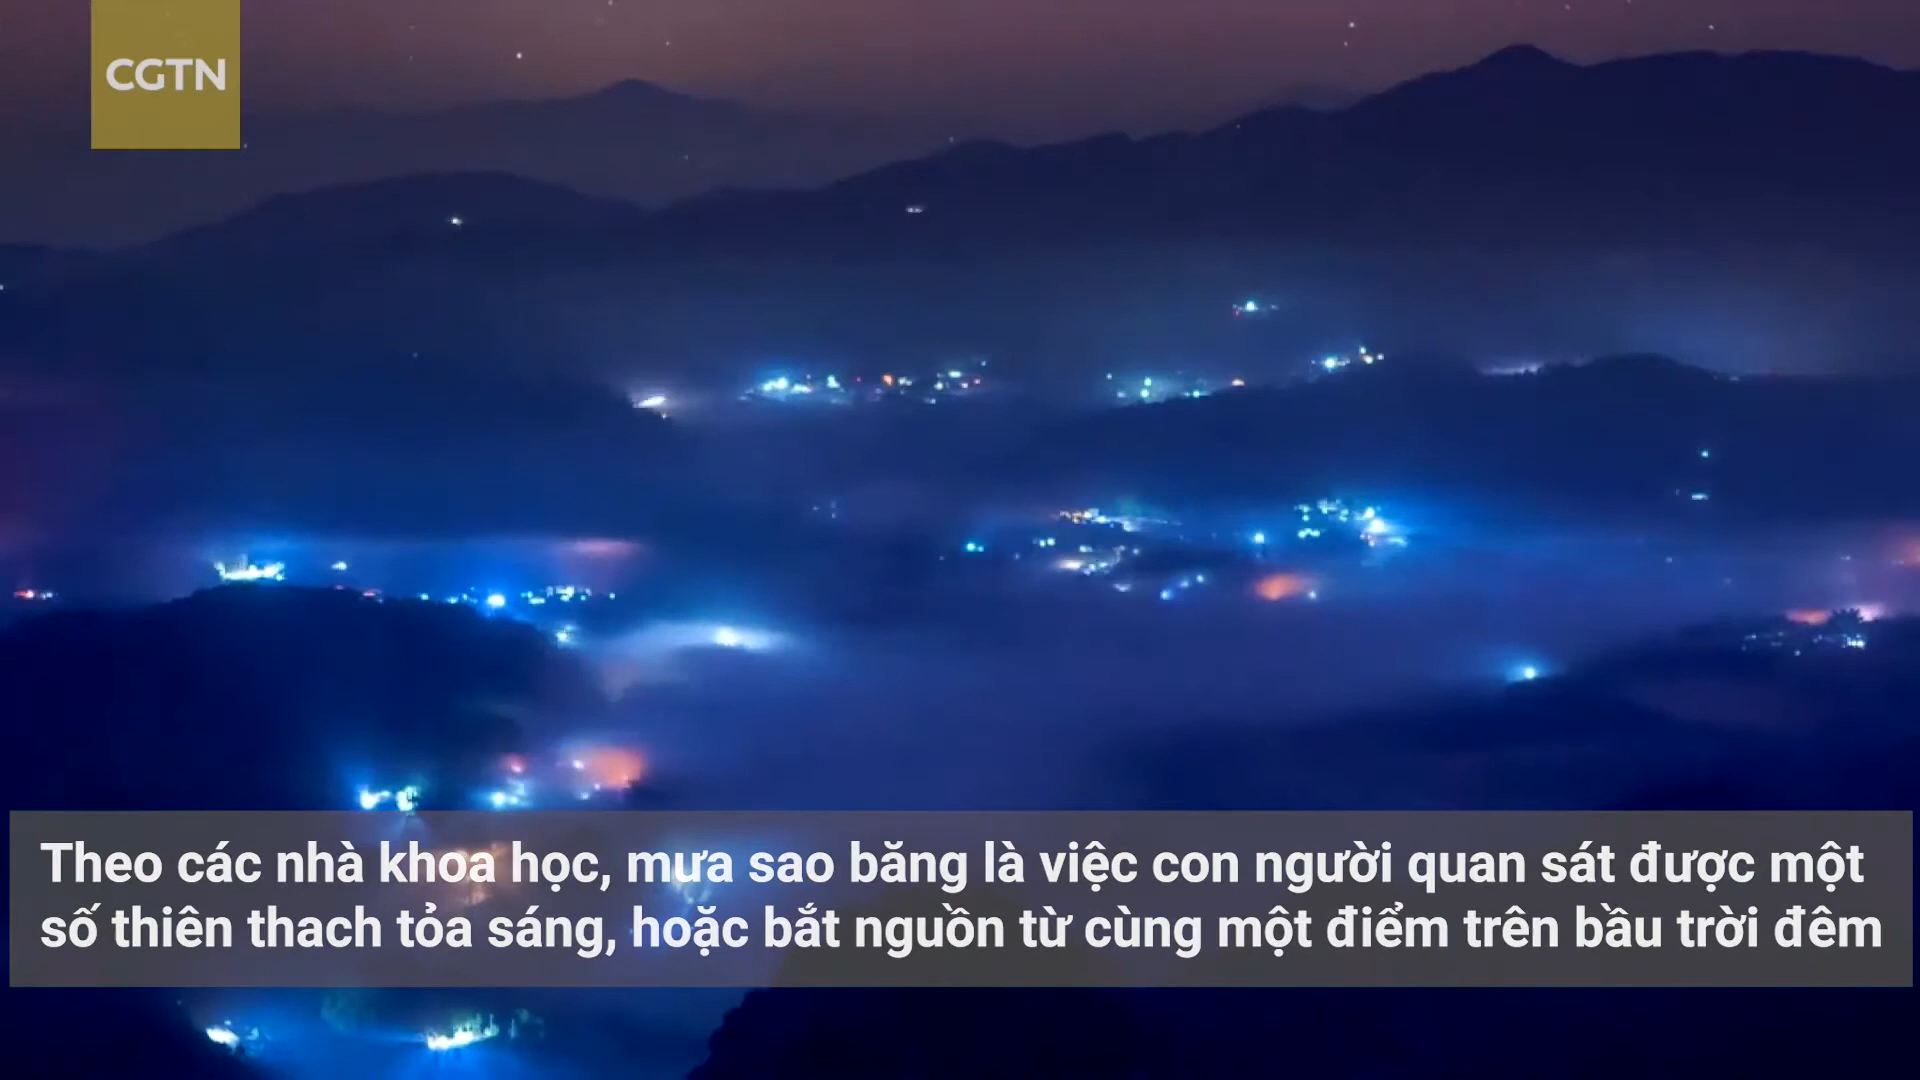 CGTN
Theo các nhà khoa học, mưa sao băng là việc con người quan sát được một
số thiên thach tỏa sáng, hoặc bắt nguồn từ cùng một điểm trên bầu trời đêm